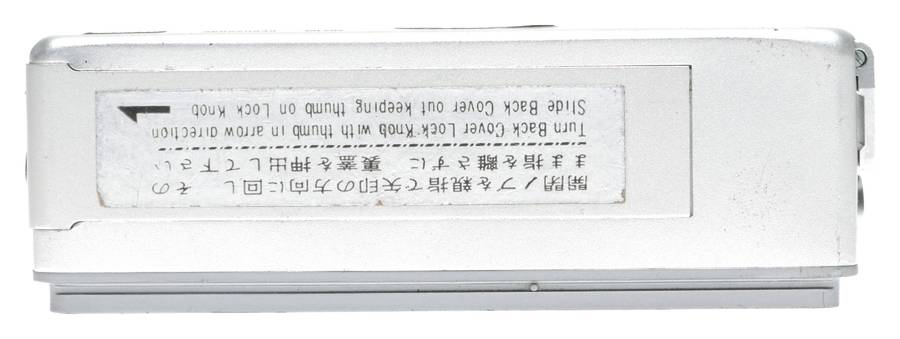 開閉ノブを親指で矢印の方向に回し その
まま指を離さずに 裏蓋を押出して下さい
Turn Back Cover Lock Knob with thumb in arrow direction
Slide Back Cover out keeping thumb on Lock Knob